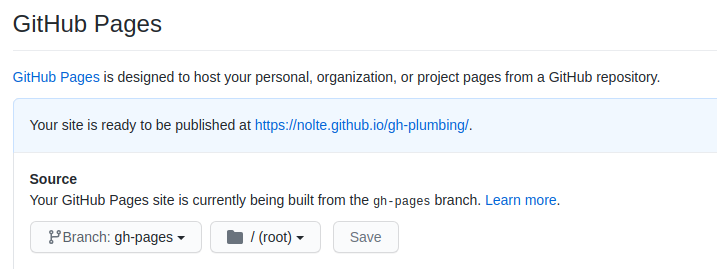 GitHub Pages
GitHub Pages is designed to host your personal, organization, or project pages from a GitHub repository.
Your site is ready to be published at https://nolte.github.io/gh-plumbing/.
Source
Your GitHub Pages site is currently being built from the gh-pages branch. Learn more.
Branch: gh-pages / (root) Save